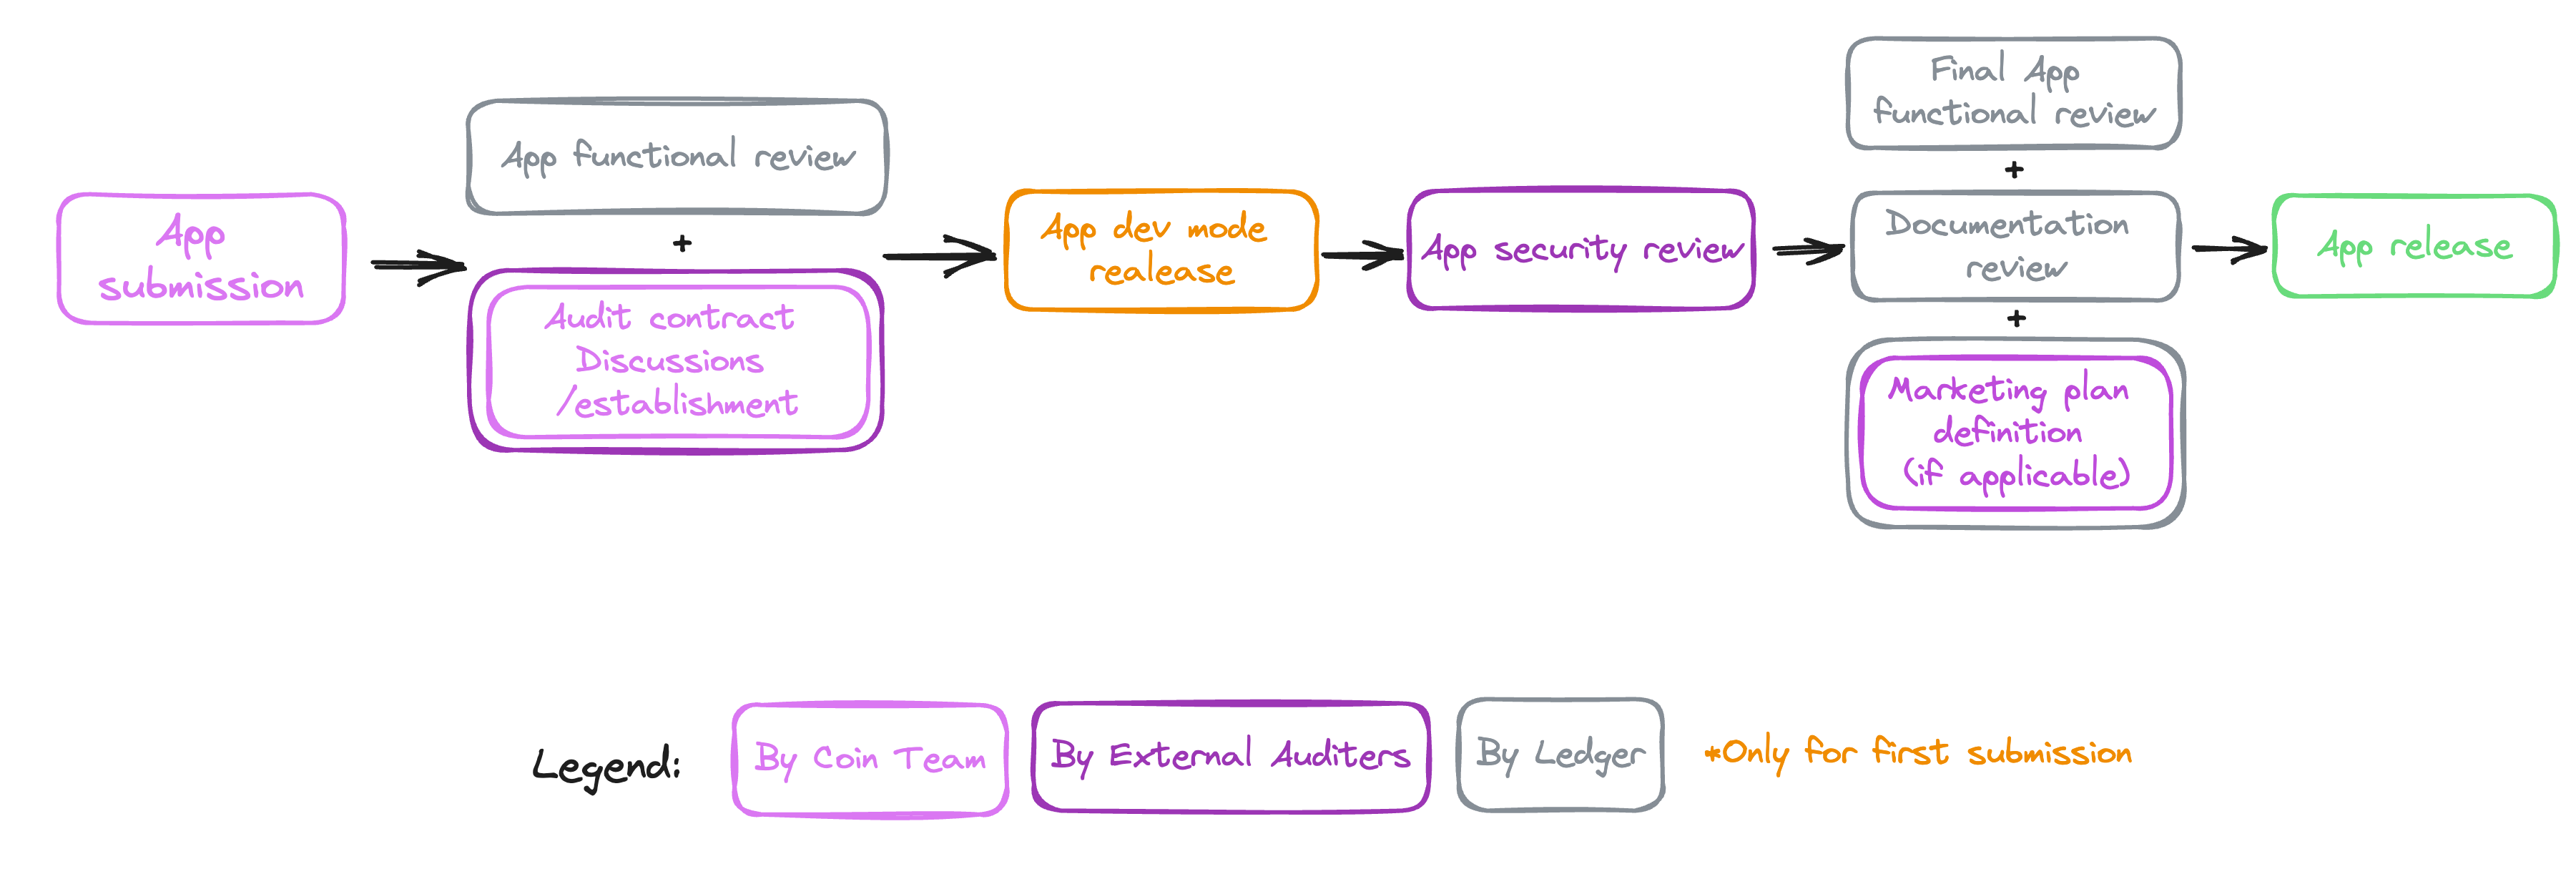 App
submission
App functional review
+
Audit contract
Discussions
/establishment
App dev mode
realease
App security review
Final App
functional review
+
Documentation
review
+
Marketing plan
definition
(if applicable)
App release
Legend:
By Coin Team
By External Auditers
By Ledger
*Only for first submission